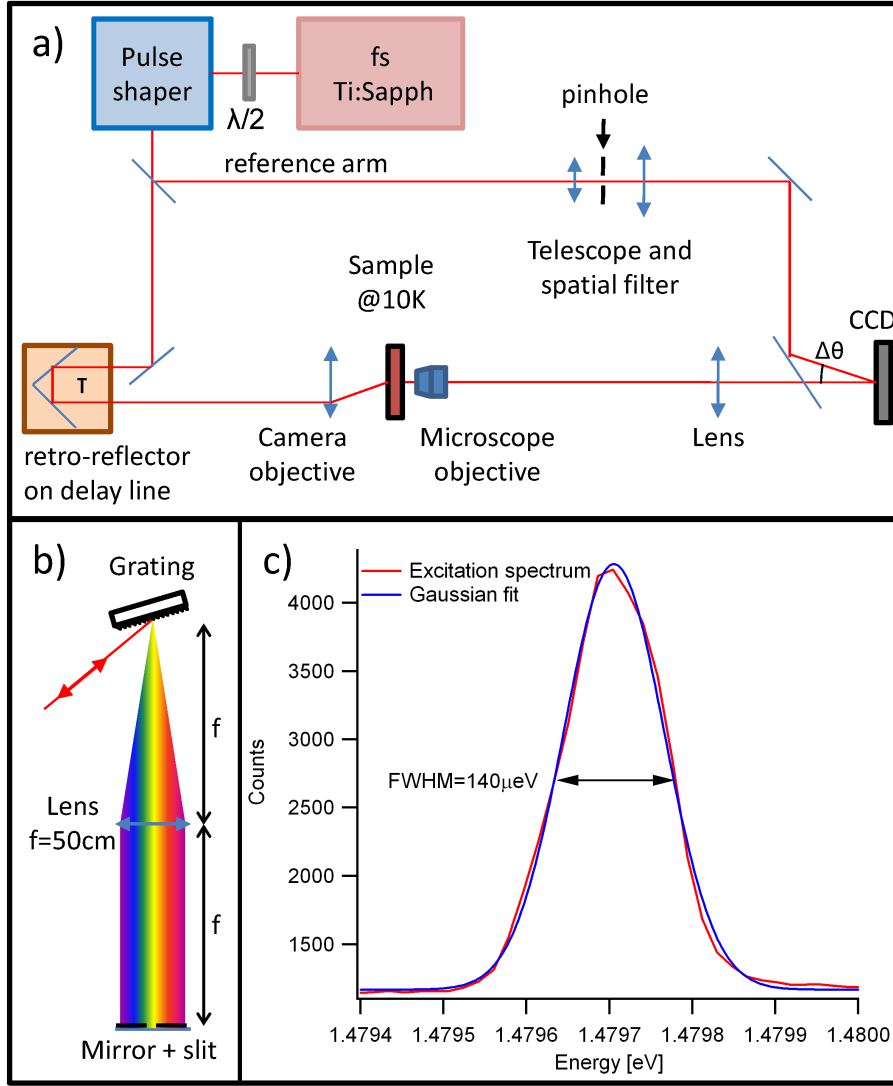 a)
Pulse
shaper
λ/2
fs
Ti:Sapph
pinhole
reference arm
Telescope and
spatial filter
Sample
@10K
CCD
Δθ
T
retro-reflector
on delay line
Camera
objective
Microscope
objective
Lens
b)
Grating
f
Lens
f=50cm
f
Mirror + slit
c)
Excitation spectrum
Gaussian fit
Counts
4000
3500
3000
2500
2000
1500
FWHM=140µeV
1.4794
1.4795
1.4796
1.4797
1.4798
1.4799
1.4800
Energy [eV]